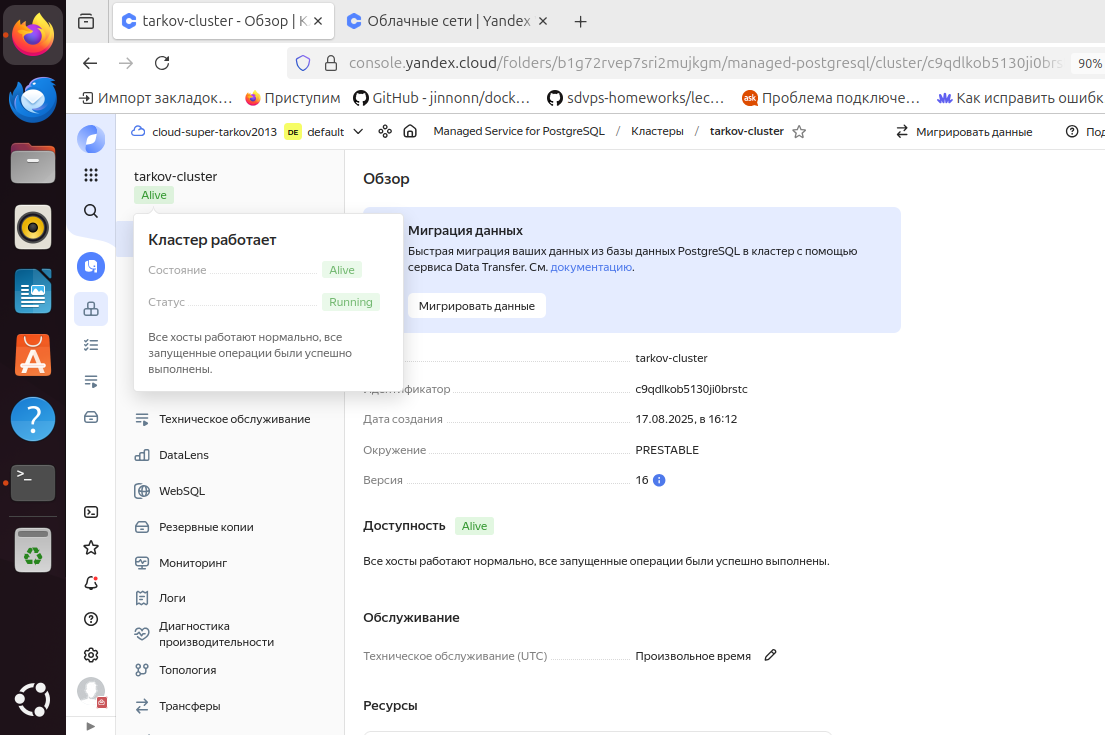 tarkov-cluster - Обзор | K
Облачные сети | Yandex
console.yandex.cloud/folders/b1g72rvep7sri2mujkgm/managed-postgresql/cluster/c9qdlkob5130ji0brs
90%
Импорт закладок…
Приступим
GitHub - jinnonn/dock…
sdvps-homeworks/lec…
ask
Проблема подключе…
Как исправить ошибк
cloud-super-tarkov2013
DE
default
Managed Service for PostgreSQL / Кластеры / tarkov-cluster
Мигрировать данные
Под
tarkov-cluster
Alive
Кластер работает
Состояние
Alive
Статус
Running
Все хосты работают нормально, все
запущенные операции были успешно
выполнены.
Техническое обслуживание
DataLens
WebSQL
Резервные копии
Мониторинг
Логи
Диагностика
производительности
Топология
Трансферы
Обзор
Миграция данных
Быстрая миграция ваших данных из базы данных PostgreSQL в кластер с помощью
сервиса Data Transfer. См. документацию.
Мигрировать данные
tarkov-cluster
Идентификатор c9qdlkob5130ji0brstc
Дата создания 17.08.2025, в 16:12
Окружение PRESTABLE
Версия 16
Доступность Alive
Все хосты работают нормально, все запущенные операции были успешно выполнены.
Обслуживание
Техническое обслуживание (UTC) Произвольное время
Ресурсы